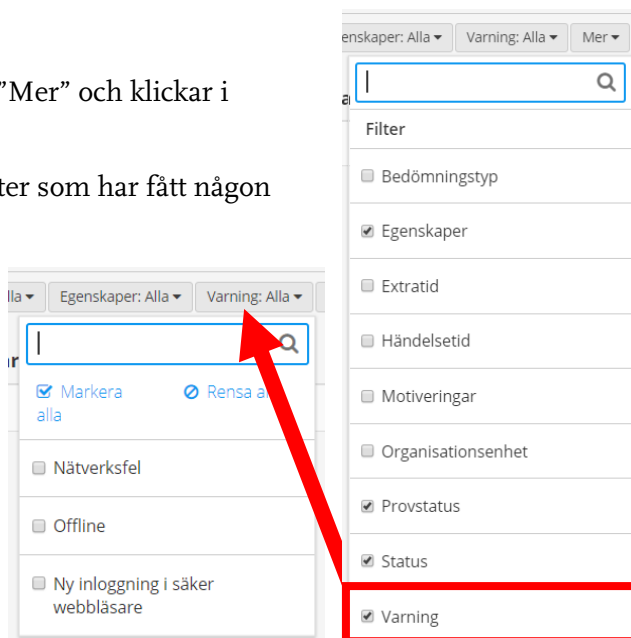 "Mer" och klickar i
ter som har fått någon
enskaper: Alla Varning: Alla Mer
Filter
Bedömningstyp
Egenskaper
Extratid
Händelsetid
Motiveringar
Organisationsenhet
Provstatus
Status
Varning
lla Egenskaper: Alla Varning: Alla
Markera
alla
Rensa
Nätverksfel
Offline
Ny inloggning i säker
webbläsare